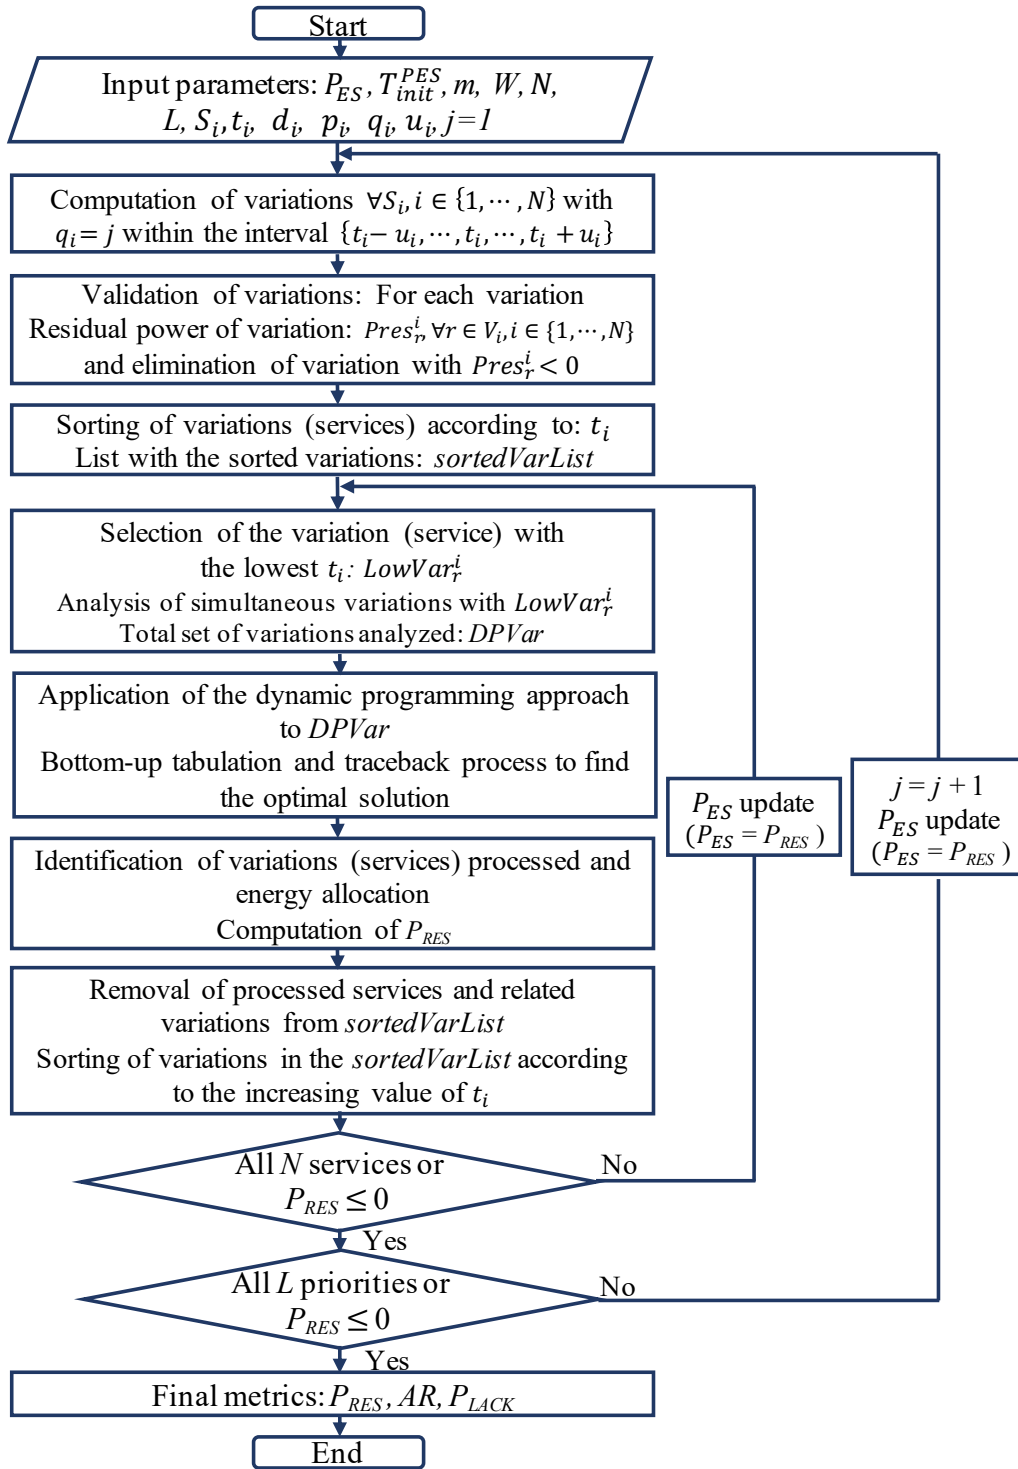 Start
Input parameters: P_ES, T_init^PES, m, W, N,
L, S_i, t_i, d_i, p_i, q_i, u_i, j=1
Computation of variations ∀S_i, i ∈ {1, ⋯, N} with
q_i = j within the interval {t_i − u_i, ⋯, t_i, ⋯, t_i + u_i}
Validation of variations: For each variation
Residual power of variation: Pres_r^i, ∀r ∈ V_i, i ∈ {1, ⋯, N}
and elimination of variation with Pres_r^i < 0
Sorting of variations (services) according to: t_i
List with the sorted variations: sortedVarList
Selection of the variation (service) with
the lowest t_i: LowVar_r^i
Analysis of simultaneous variations with LowVar_r^i
Total set of variations analyzed: DPVar
Application of the dynamic programming approach
to DPVar
Bottom-up tabulation and traceback process to find
the optimal solution
P_ES update
(P_ES = P_RES )
j = j + 1
P_ES update
(P_ES = P_RES )
Identification of variations (services) processed and
energy allocation
Computation of P_RES
Removal of processed services and related
variations from sortedVarList
Sorting of variations in the sortedVarList according
to the increasing value of t_i
All N services or
P_RES ≤ 0
No
Yes
All L priorities or
P_RES ≤ 0
No
Yes
Final metrics: P_RES, AR, P_LACK
End